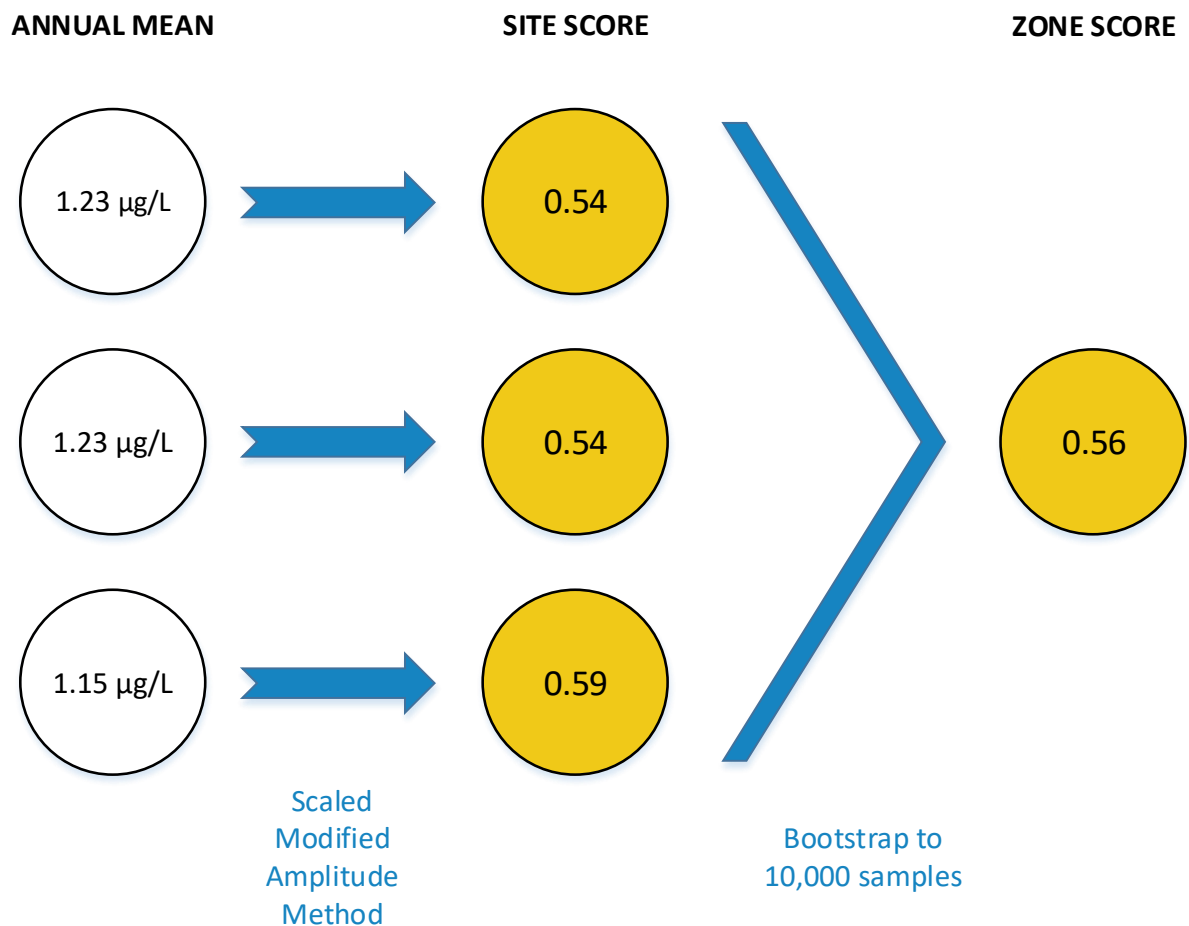 ANNUAL MEAN
SITE SCORE
ZONE SCORE
1.23 µg/L
0.54
1.23 µg/L
0.54
0.56
1.15 µg/L
0.59
Scaled
Modified
Amplitude
Method
Bootstrap to
10,000 samples